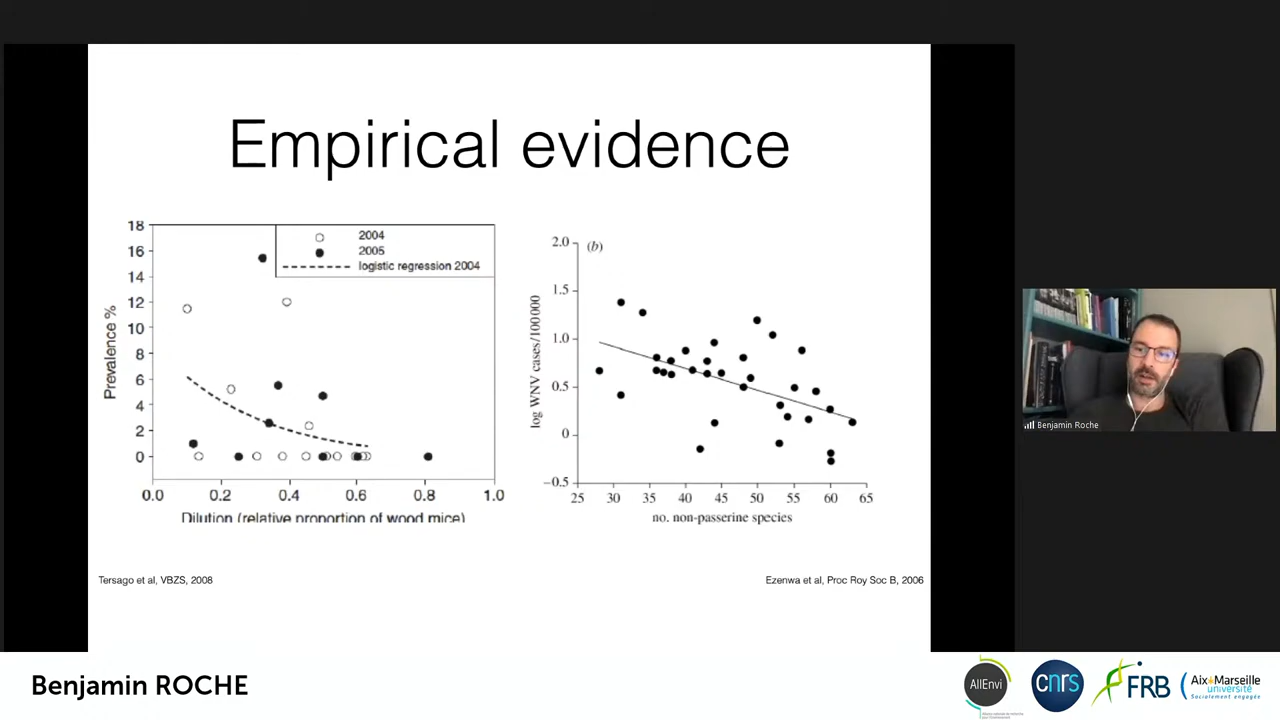 Empirical evidence
18
16
14
12
10
8
6
4
2
0
Prevalence %
2004
2005
logistic regression 2004
0.0 0.2 0.4 0.6 0.8 1.0
Dilution (relative proportion of wood mice)
(b)
2.0
1.5
1.0
0.5
0
−0.5
log WNV cases/100000
25 30 35 40 45 50 55 60 65
no. non-passerine species
Tersago et al, VBZS, 2008
Ezenwa et al, Proc Roy Soc B, 2006
Benjamin Roche
Benjamin ROCHE
AllEnvi
cnrs
FRB
Aix*Marseille
université
Socialement engagée